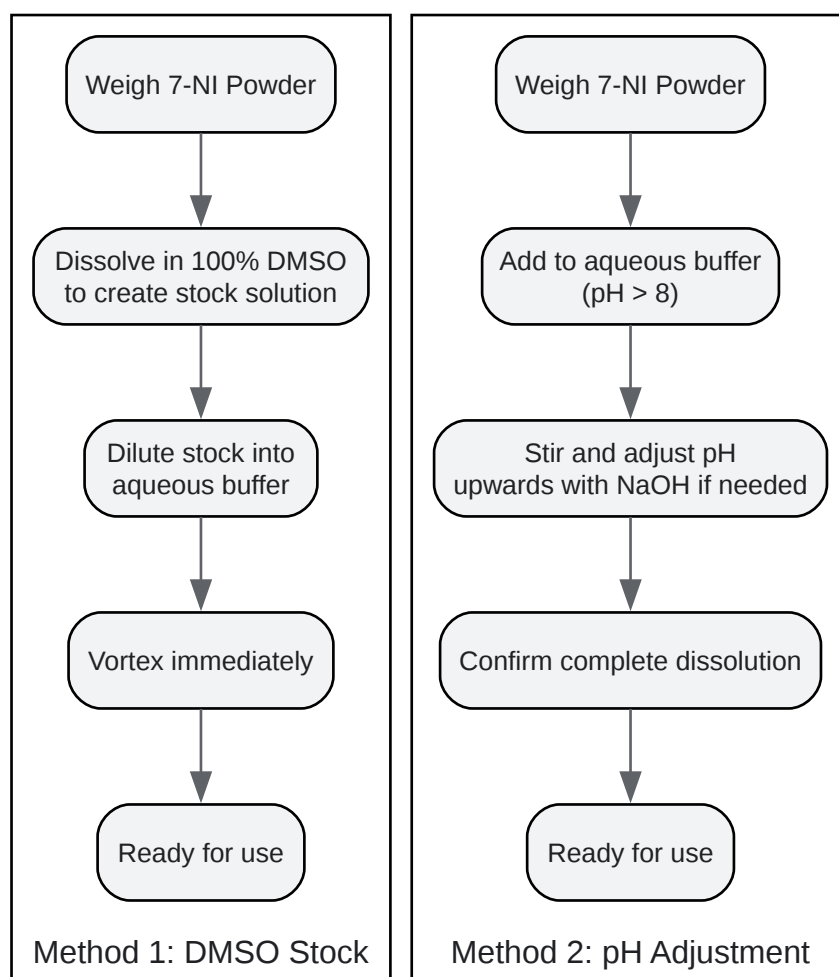 Weigh 7-NI Powder
Dissolve in 100% DMSO
to create stock solution
Dilute stock into
aqueous buffer
Vortex immediately
Ready for use
Method 1: DMSO Stock
Weigh 7-NI Powder
Add to aqueous buffer
(pH > 8)
Stir and adjust pH
upwards with NaOH if needed
Confirm complete dissolution
Ready for use
Method 2: pH Adjustment